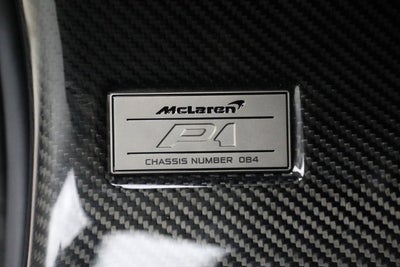 McLaren
P1
CHASSIS NUMBER 084